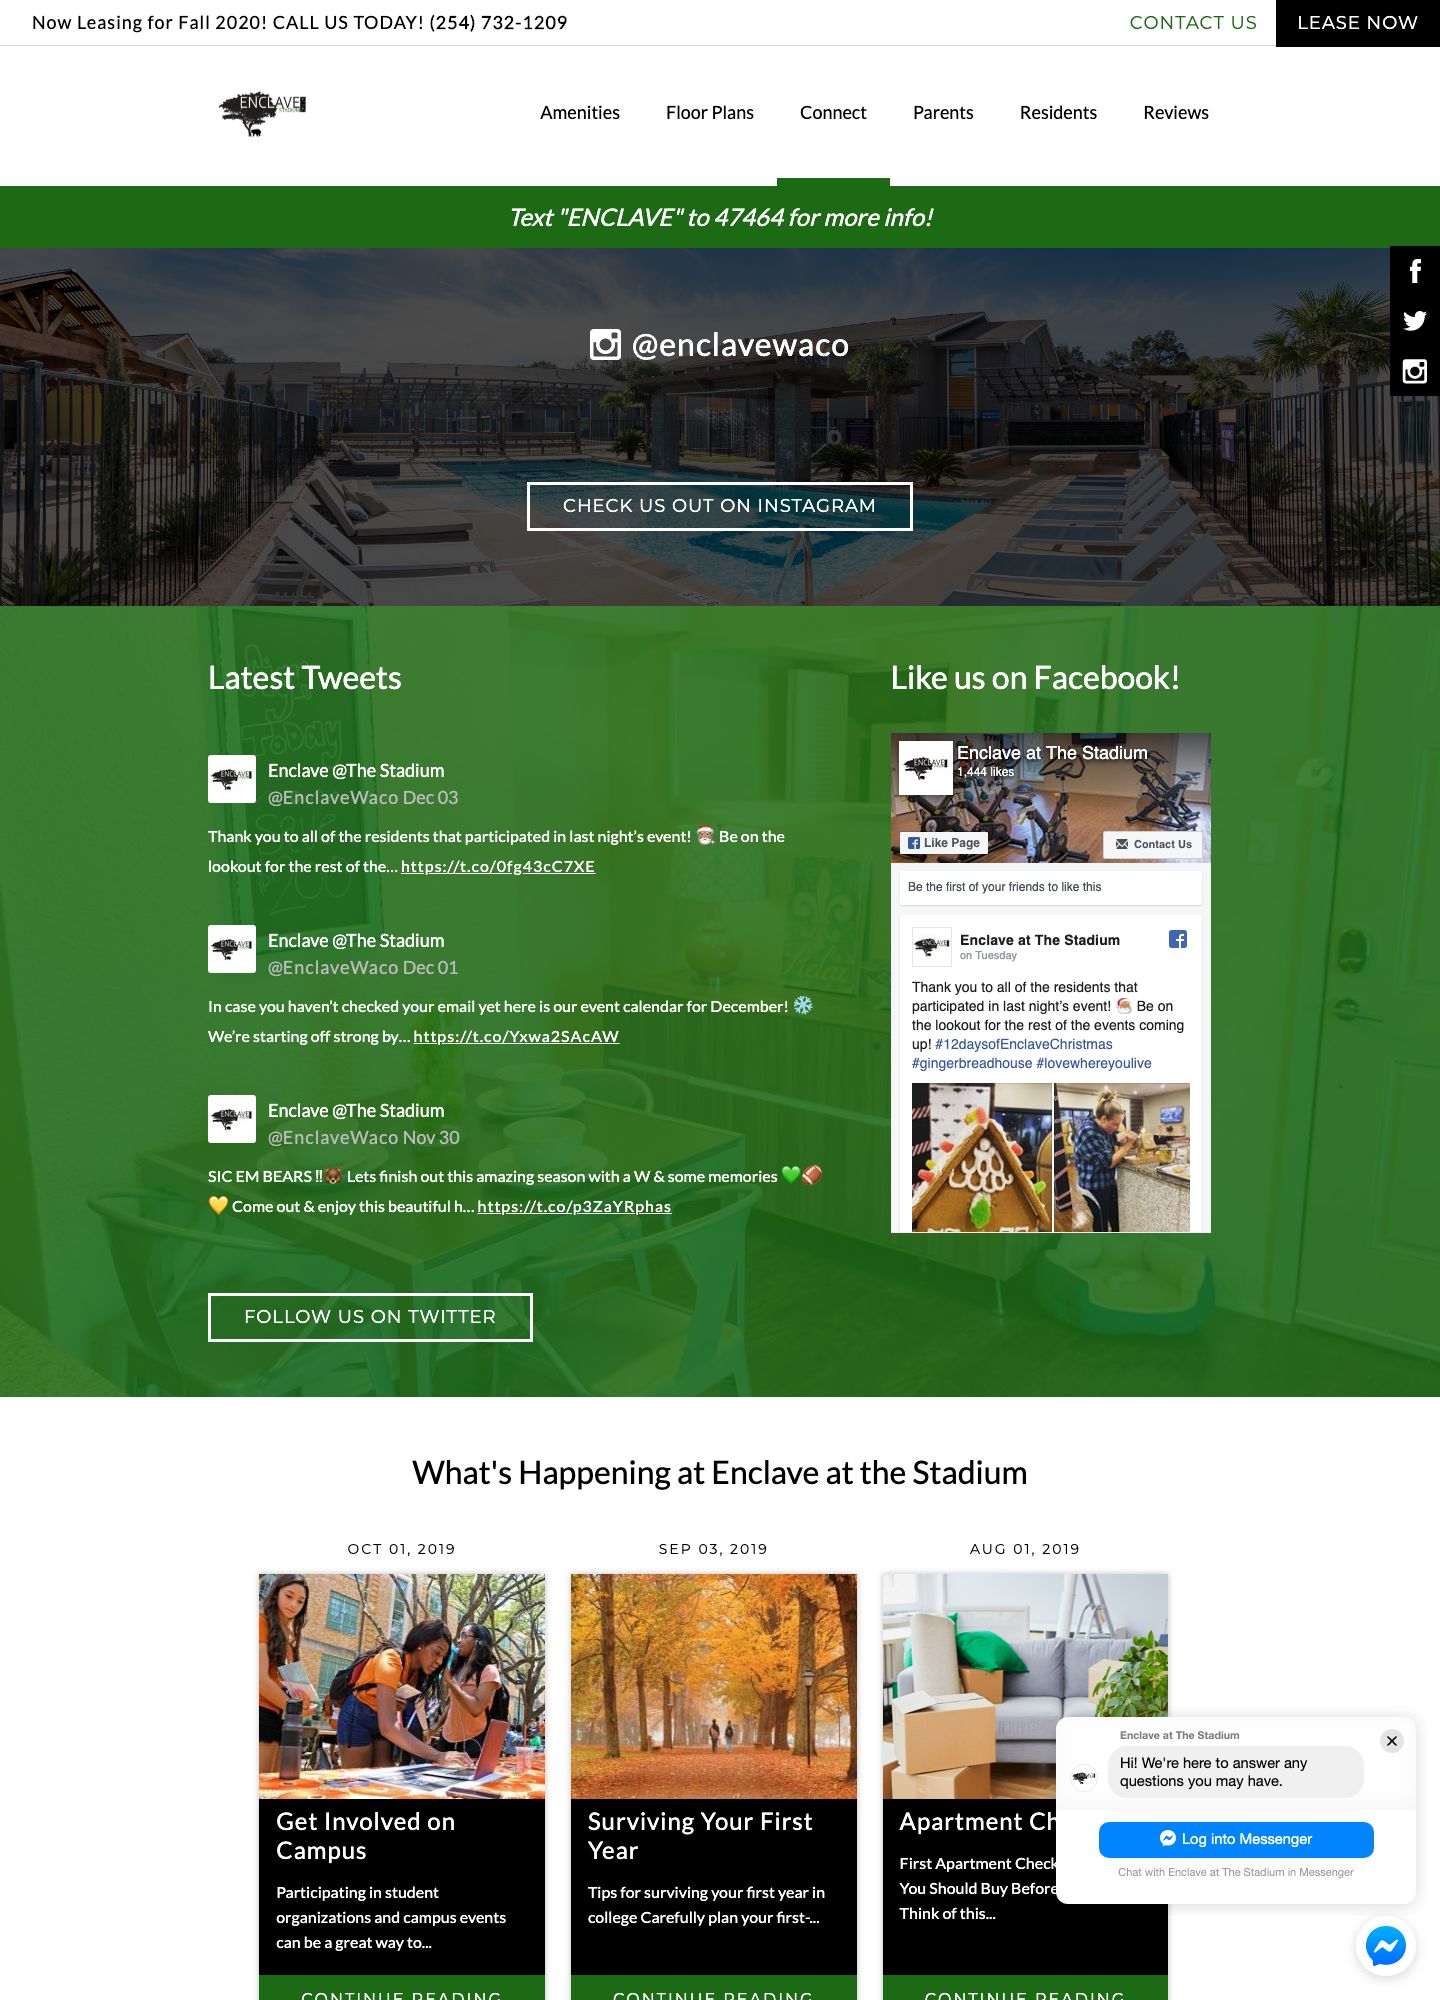 Now Leasing for Fall 2020! CALL US TODAY! (254) 732-1209
CONTACT US
LEASE NOW
ENCLAVE
Amenities
Floor Plans
Connect
Parents
Residents
Reviews
Text "ENCLAVE" to 47464 for more info!
@enclavewaco
CHECK US OUT ON INSTAGRAM
Latest Tweets
Enclave @The Stadium
@EnclaveWaco Dec 03
Thank you to all of the residents that participated in last night's event! 🎅🏽 Be on the
lookout for the rest of the... https://t.co/0fg43cC7XE
Enclave @The Stadium
@EnclaveWaco Dec 01
In case you haven't checked your email yet here is our event calendar for December! ❄️
We're starting off strong by... https://t.co/Yxwa2SAcAW
Enclave @The Stadium
@EnclaveWaco Nov 30
SIC EM BEARS‼️🐻 Lets finish out this amazing season with a W & some memories 💚🏈
💛 Come out & enjoy this beautiful h... https://t.co/p3ZaYRphas
FOLLOW US ON TWITTER
Like us on Facebook!
Enclave at The Stadium
1,444 likes
Like Page
Contact Us
Be the first of your friends to like this
Enclave at The Stadium
on Tuesday
Thank you to all of the residents that
participated in last night's event! 🎅🏽 Be on
the lookout for the rest of the events coming
up! #12daysofEnclaveChristmas
#gingerbreadhouse #lovewhereyoulive
What's Happening at Enclave at the Stadium
OCT 01, 2019
Get Involved on
Campus
Participating in student
organizations and campus events
can be a great way to...
CONTINUE READING
SEP 03, 2019
Surviving Your First
Year
Tips for surviving your first year in
college Carefully plan your first-...
CONTINUE READING
AUG 01, 2019
Apartment Ch
First Apartment Check
You Should Buy Before
Think of this...
CONTINUE READING
Enclave at The Stadium
Hi! We're here to answer any
questions you may have.
Log into Messenger
Chat with Enclave at The Stadium in Messenger